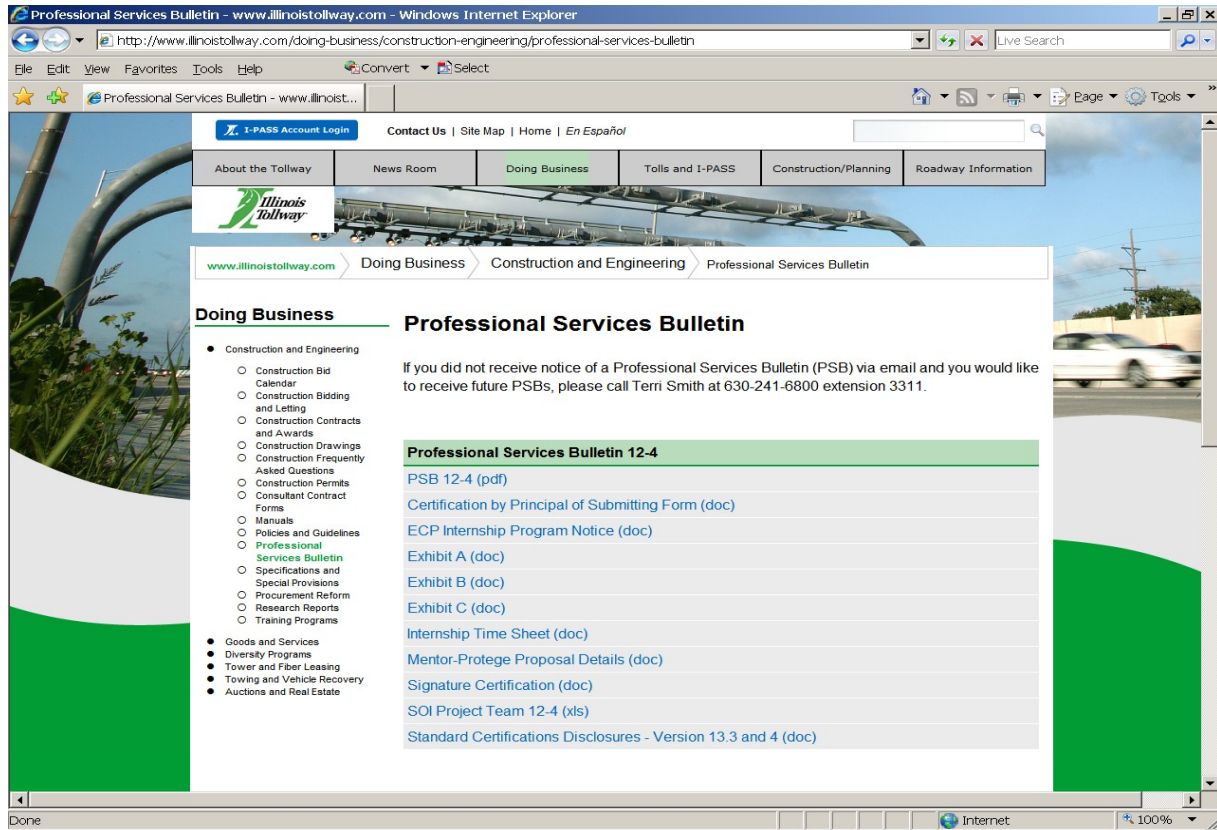 Professional Services Bulletin - www.illinoistollway.com - Windows Internet Explorer
http://www.illinoistollway.com/doing-business/construction-engineering/professional-services-bulletin
Live Search
File Edit View Favorites Tools Help Convert Select
Professional Services Bulletin - www.illinoist...
Page Tools
I-PASS Account Login Contact Us | Site Map | Home | En Español
About the Tollway News Room Doing Business Tolls and I-PASS Construction/Planning Roadway Information
Illinois
Tollway
www.illinoistollway.com Doing Business Construction and Engineering Professional Services Bulletin
Doing Business
Construction and Engineering
Construction Bid
Calendar
Construction Bidding
and Letting
Construction Contracts
and Awards
Construction Drawings
Construction Frequently
Asked Questions
Construction Permits
Consultant Contract
Forms
Manuals
Policies and Guidelines
Professional
Services Bulletin
Specifications and
Special Provisions
Procurement Reform
Research Reports
Training Programs
Goods and Services
Diversity Programs
Tower and Fiber Leasing
Towing and Vehicle Recovery
Auctions and Real Estate
Professional Services Bulletin
If you did not receive notice of a Professional Services Bulletin (PSB) via email and you would like
to receive future PSBs, please call Terri Smith at 630-241-6800 extension 3311.
Professional Services Bulletin 12-4
PSB 12-4 (pdf)
Certification by Principal of Submitting Form (doc)
ECP Internship Program Notice (doc)
Exhibit A (doc)
Exhibit B (doc)
Exhibit C (doc)
Internship Time Sheet (doc)
Mentor-Protege Proposal Details (doc)
Signature Certification (doc)
SOI Project Team 12-4 (xls)
Standard Certifications Disclosures - Version 13.3 and 4 (doc)
Done Internet 100%